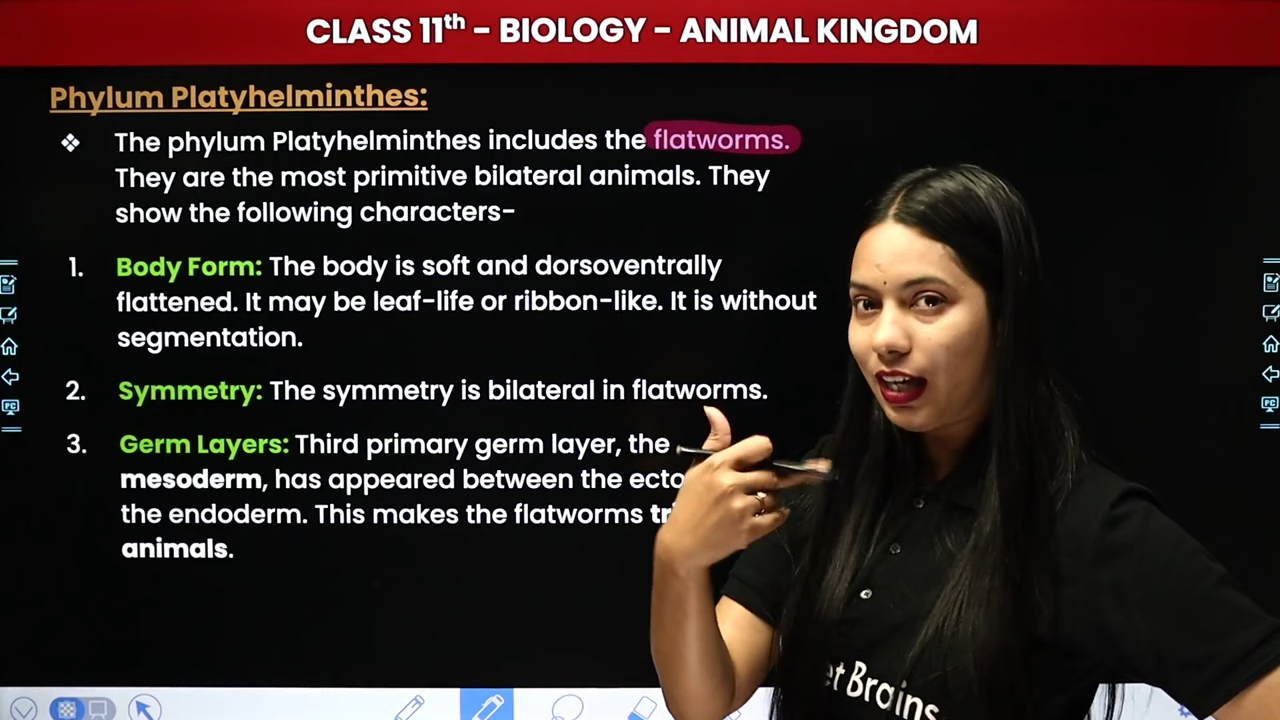 CLASS 11th - BIOLOGY - ANIMAL KINGDOM
Phylum Platyhelminthes:
❖ The phylum Platyhelminthes includes the flatworms.
They are the most primitive bilateral animals. They
show the following characters-
1. Body Form: The body is soft and dorsoventrally
flattened. It may be leaf-life or ribbon-like. It is without
segmentation.
2. Symmetry: The symmetry is bilateral in flatworms.
3. Germ Layers: Third primary germ layer, the
mesoderm, has appeared between the
the endoderm. This makes the flatworms
animals.
Brains
PC
PC